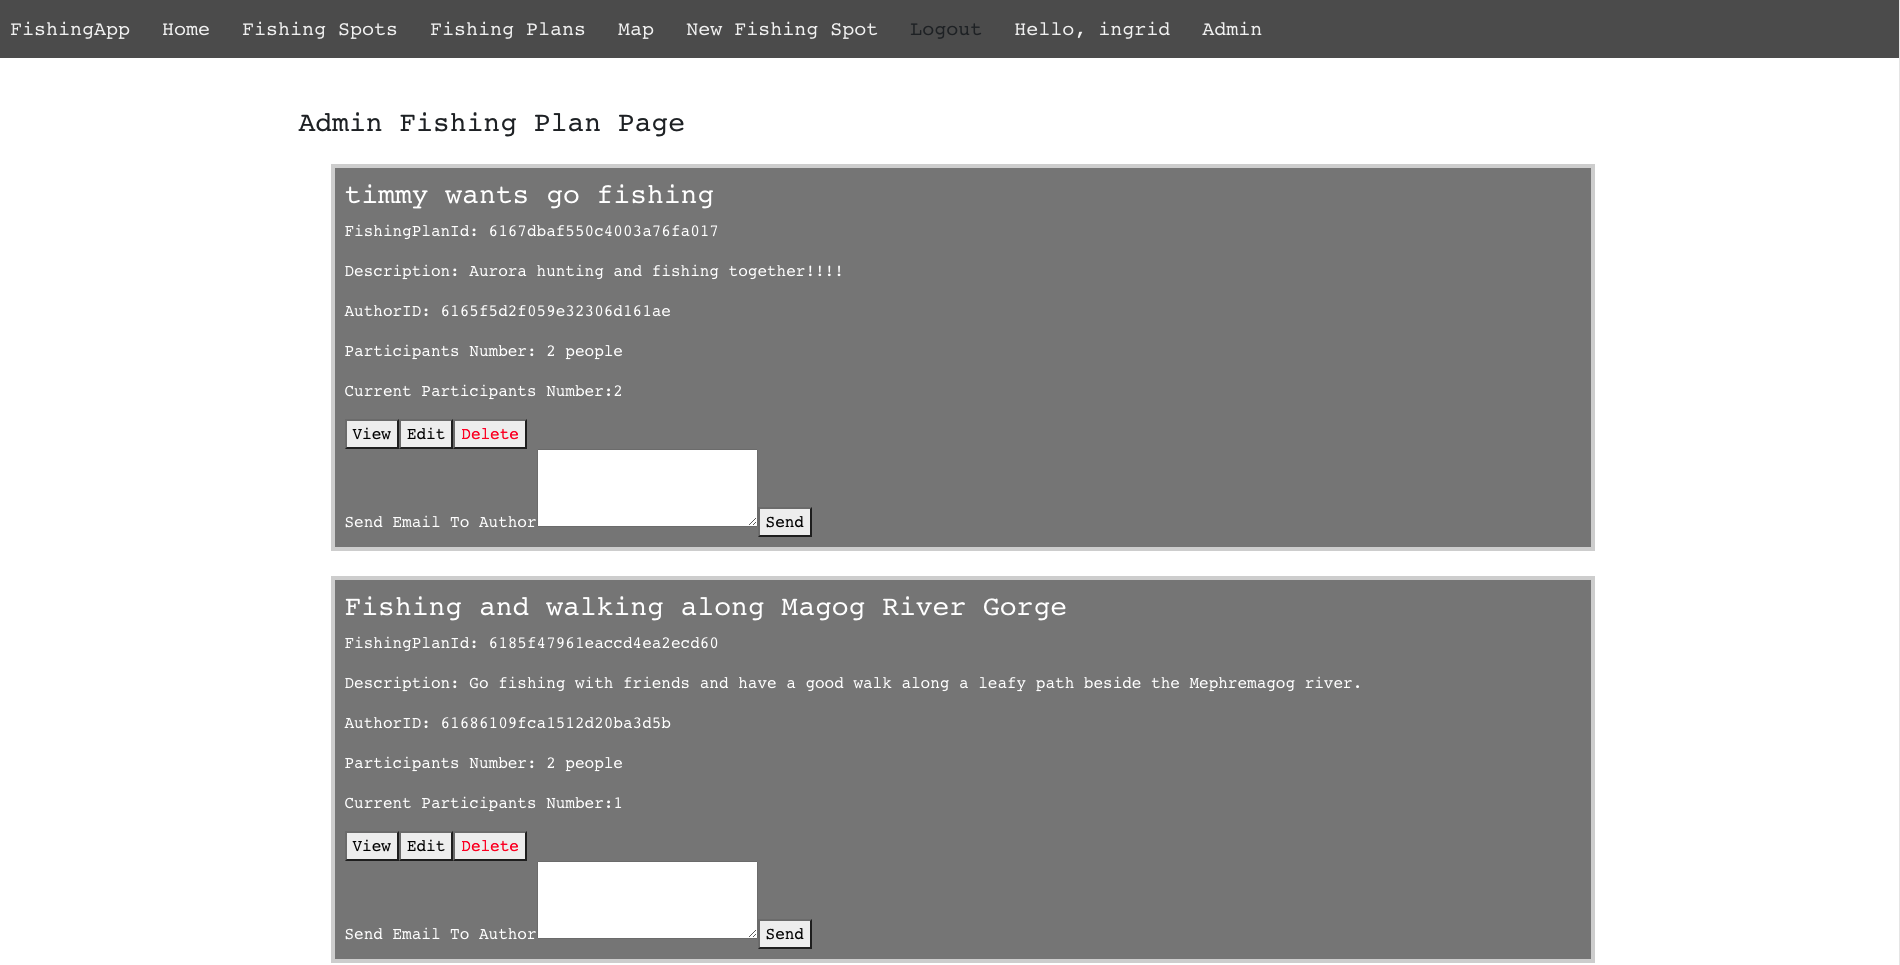 FishingApp Home Fishing Spots Fishing Plans Map New Fishing Spot Logout Hello, ingrid Admin
Admin Fishing Plan Page
timmy wants go fishing
FishingPlanId: 6167dbaf550c4003a76fa017
Description: Aurora hunting and fishing together!!!!
AuthorID: 6165f5d2f059e32306d161ae
Participants Number: 2 people
Current Participants Number:2
View Edit Delete
Send Email To Author Send
Fishing and walking along Magog River Gorge
FishingPlanId: 6185f47961eaccd4ea2ecd60
Description: Go fishing with friends and have a good walk along a leafy path beside the Mephremagog river.
AuthorID: 61686109fca1512d20ba3d5b
Participants Number: 2 people
Current Participants Number:1
View Edit Delete
Send Email To Author Send